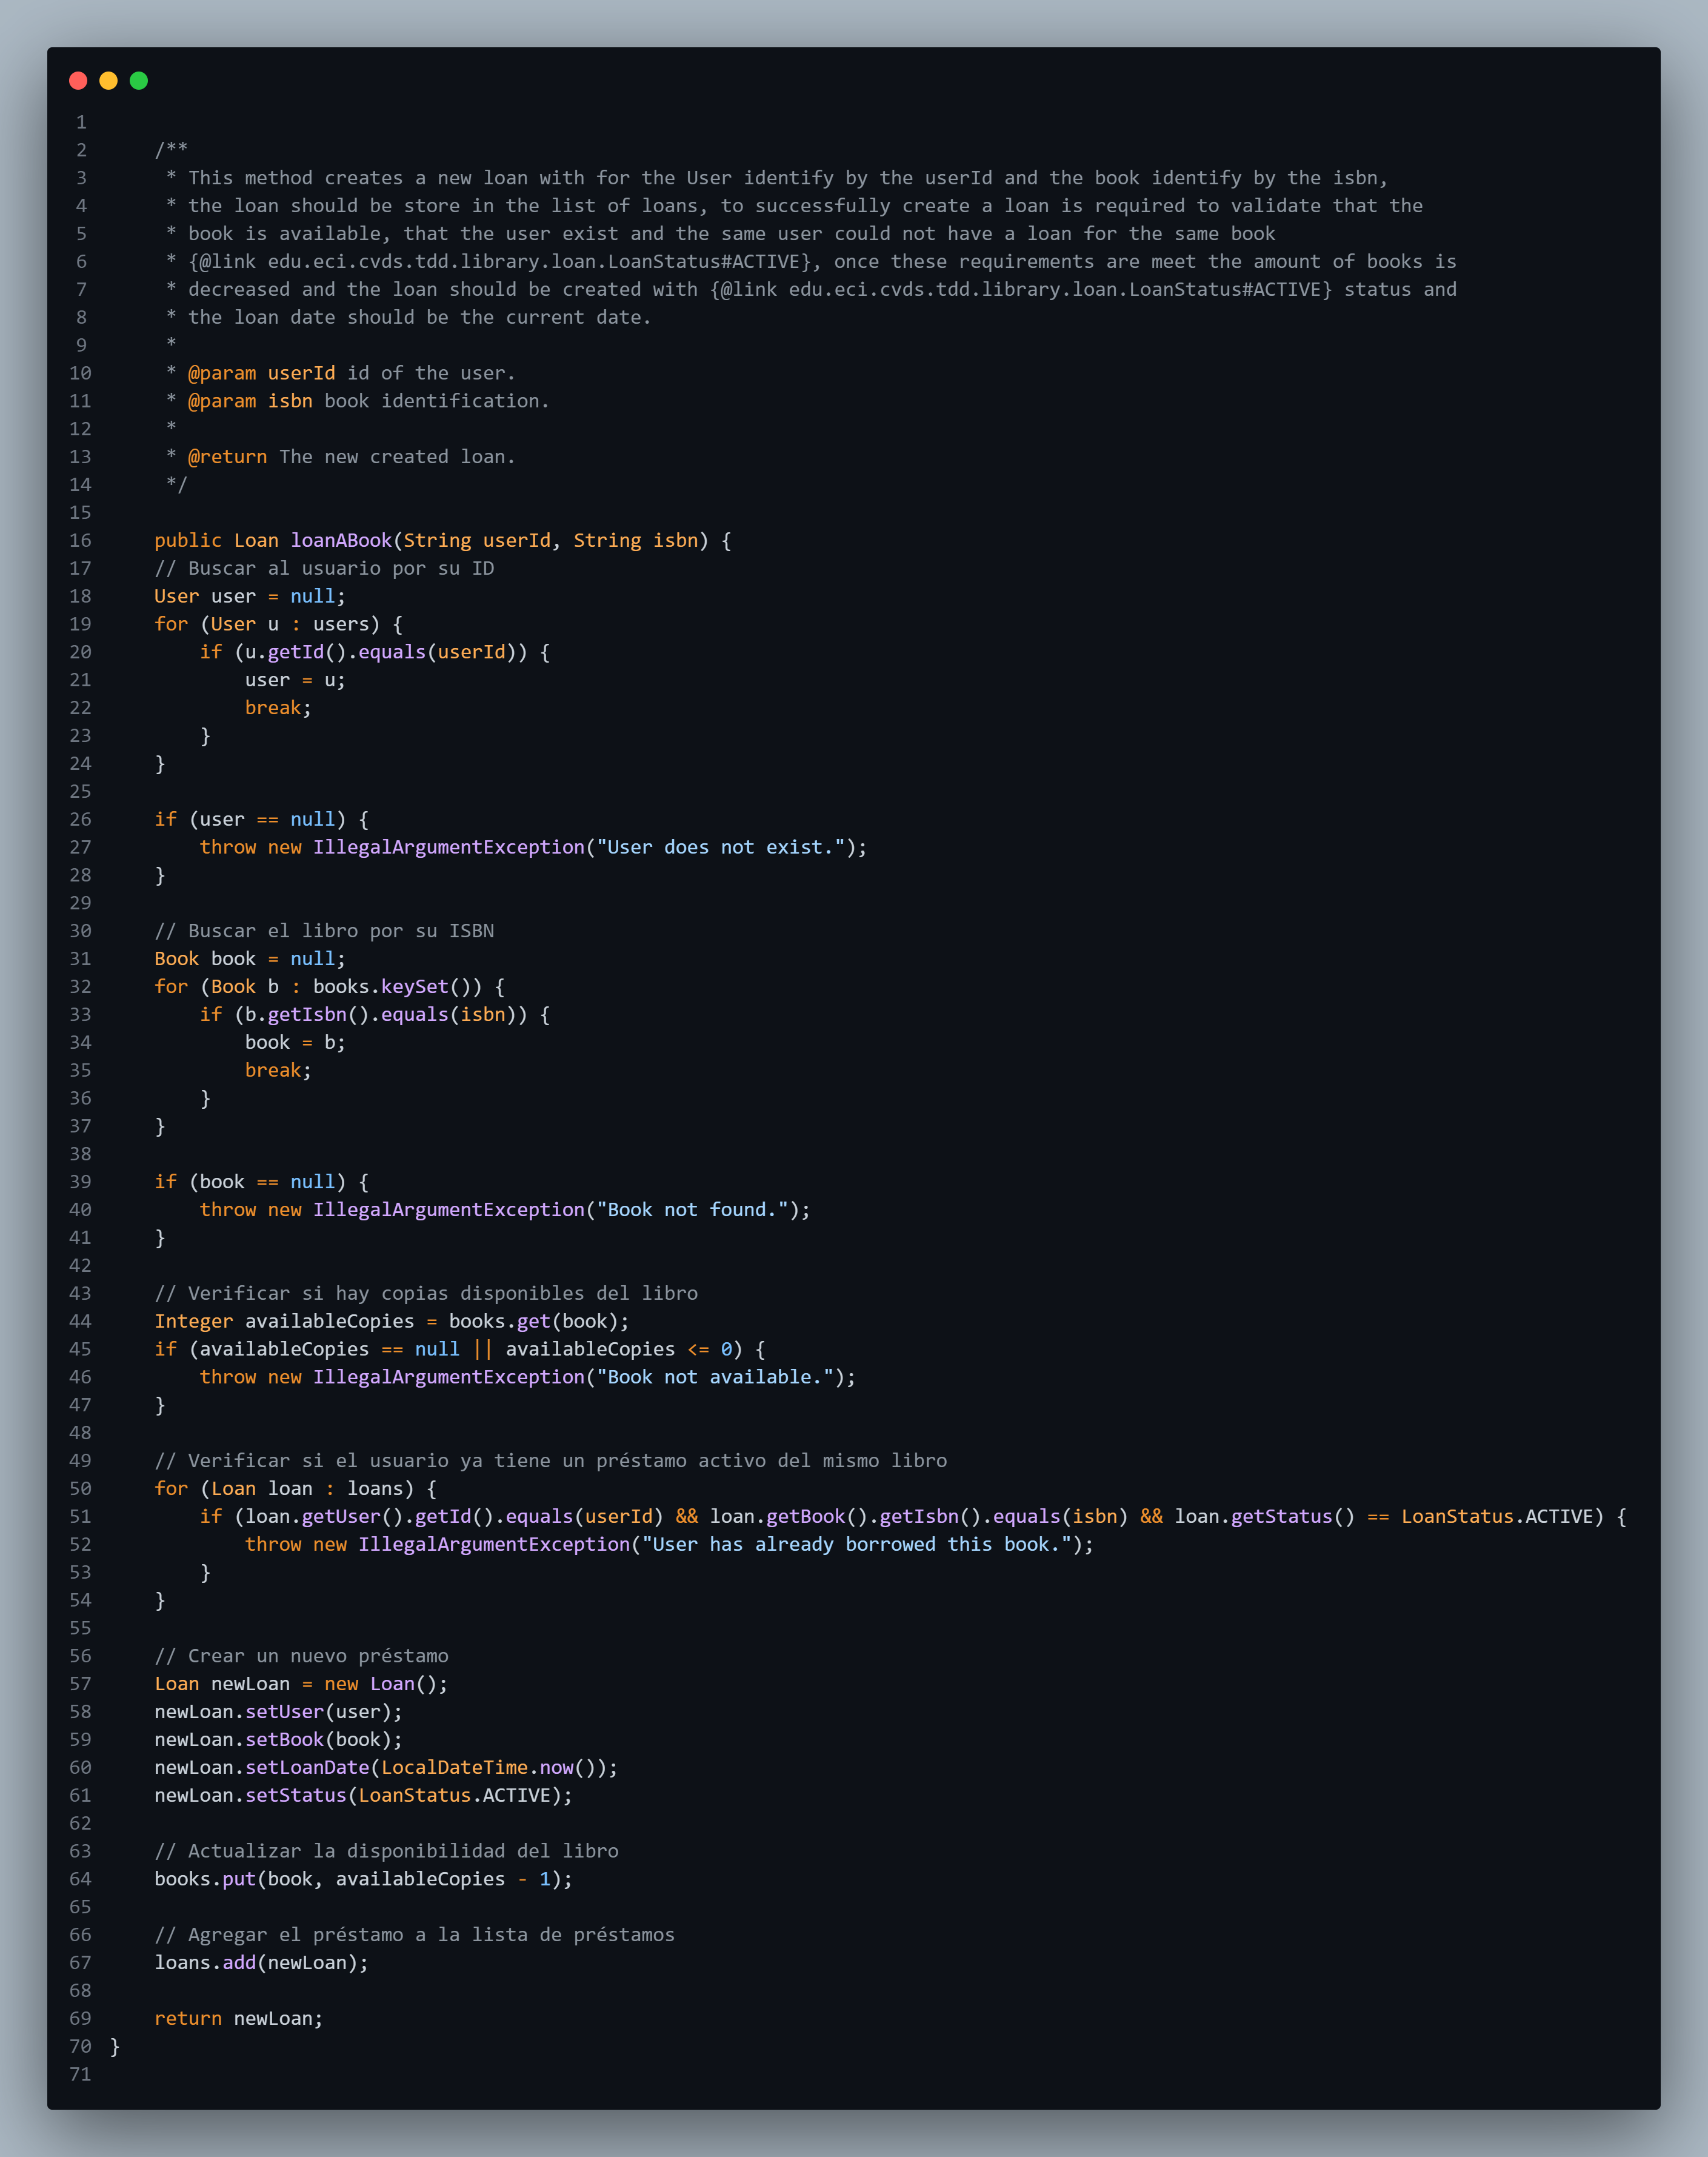 1
2 /**
3 * This method creates a new loan with for the User identify by the userId and the book identify by the isbn,
4 * the loan should be store in the list of loans, to successfully create a loan is required to validate that the
5 * book is available, that the user exist and the same user could not have a loan for the same book
6 * {@link edu.eci.cvds.tdd.library.loan.LoanStatus#ACTIVE}, once these requirements are meet the amount of books is
7 * decreased and the loan should be created with {@link edu.eci.cvds.tdd.library.loan.LoanStatus#ACTIVE} status and
8 * the loan date should be the current date.
9 *
10 * @param userId id of the user.
11 * @param isbn book identification.
12 *
13 * @return The new created loan.
14 */
15
16 public Loan loanABook(String userId, String isbn) {
17 // Buscar al usuario por su ID
18 User user = null;
19 for (User u : users) {
20 if (u.getId().equals(userId)) {
21 user = u;
22 break;
23 }
24 }
25
26 if (user == null) {
27 throw new IllegalArgumentException("User does not exist.");
28 }
29
30 // Buscar el libro por su ISBN
31 Book book = null;
32 for (Book b : books.keySet()) {
33 if (b.getIsbn().equals(isbn)) {
34 book = b;
35 break;
36 }
37 }
38
39 if (book == null) {
40 throw new IllegalArgumentException("Book not found.");
41 }
42
43 // Verificar si hay copias disponibles del libro
44 Integer availableCopies = books.get(book);
45 if (availableCopies == null || availableCopies <= 0) {
46 throw new IllegalArgumentException("Book not available.");
47 }
48
49 // Verificar si el usuario ya tiene un préstamo activo del mismo libro
50 for (Loan loan : loans) {
51 if (loan.getUser().getId().equals(userId) && loan.getBook().getIsbn().equals(isbn) && loan.getStatus() == LoanStatus.ACTIVE) {
52 throw new IllegalArgumentException("User has already borrowed this book.");
53 }
54 }
55
56 // Crear un nuevo préstamo
57 Loan newLoan = new Loan();
58 newLoan.setUser(user);
59 newLoan.setBook(book);
60 newLoan.setLoanDate(LocalDateTime.now());
61 newLoan.setStatus(LoanStatus.ACTIVE);
62
63 // Actualizar la disponibilidad del libro
64 books.put(book, availableCopies - 1);
65
66 // Agregar el préstamo a la lista de préstamos
67 loans.add(newLoan);
68
69 return newLoan;
70 }
71